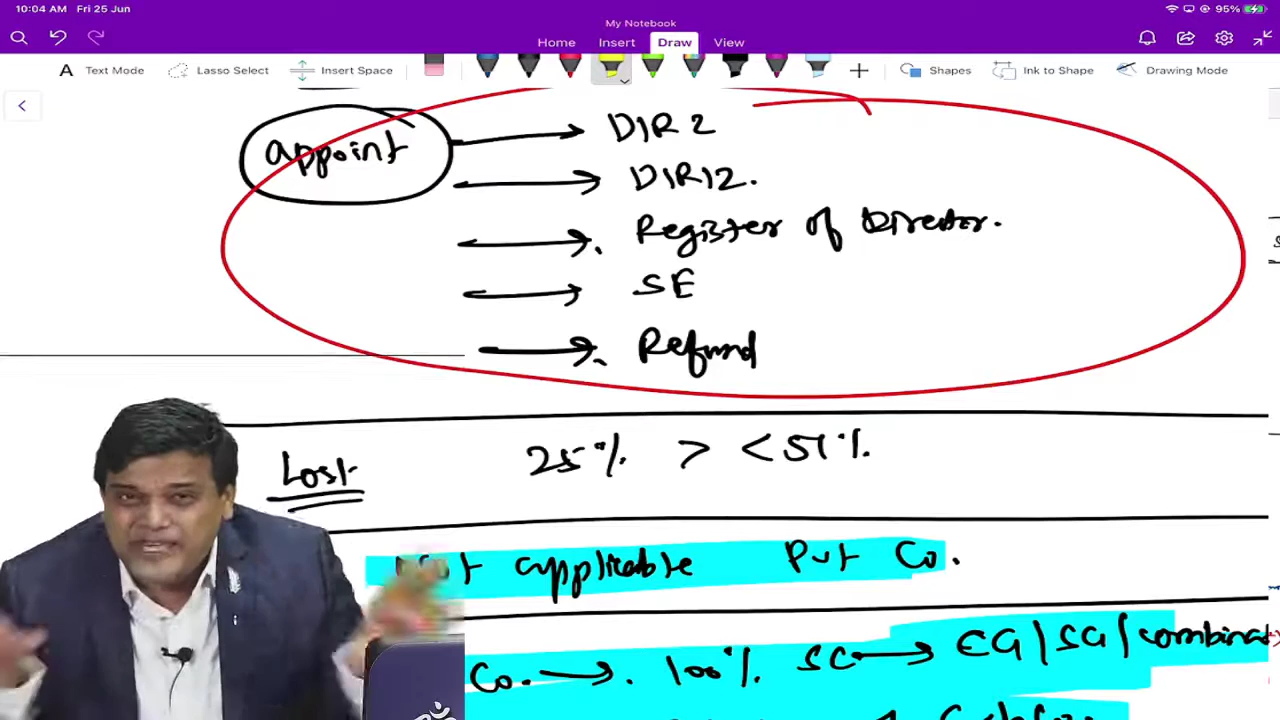 10:04 AM Fri 25 Jun
95%
My Notebook
Home Insert Draw View
Text Mode Lasso Select Insert Space Shapes Ink to Shape Drawing Mode
appoint
DIR 2
DIR12.
Register of Director.
SE
Refund
Lost 25% > < 51%
applicable Pvt Co.
Co. → 100% SC → CG/SG/combinat